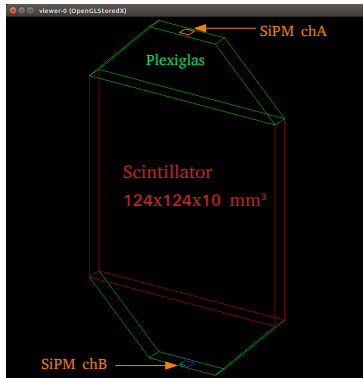 viewer-0 (OpenGLStoredX)
SiPM chA
Plexiglas
Scintillator
124x124x10 mm³
SiPM chB